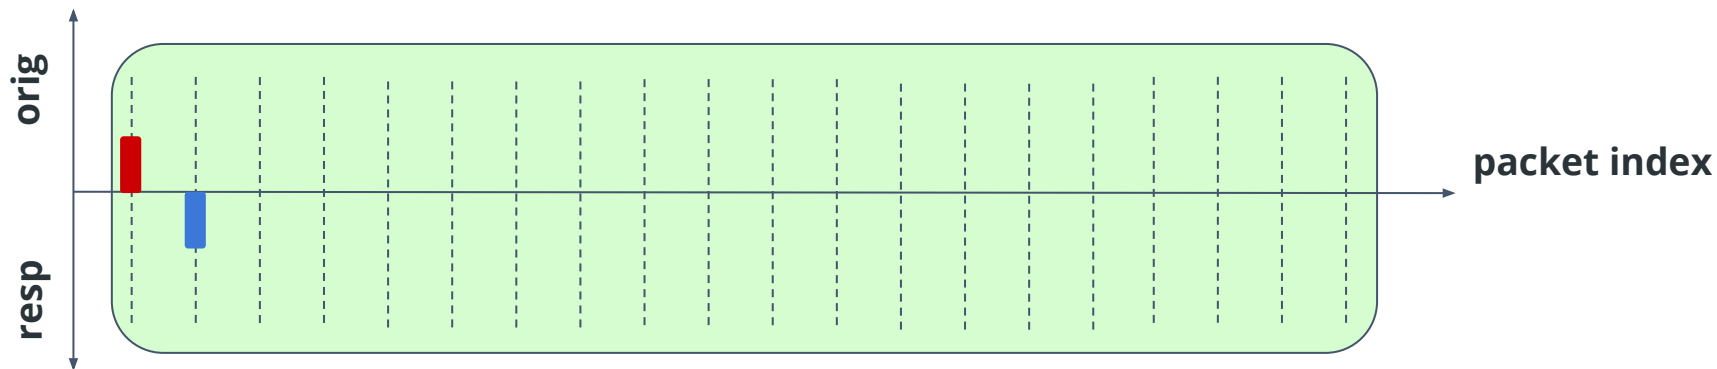 orig
packet index
resp